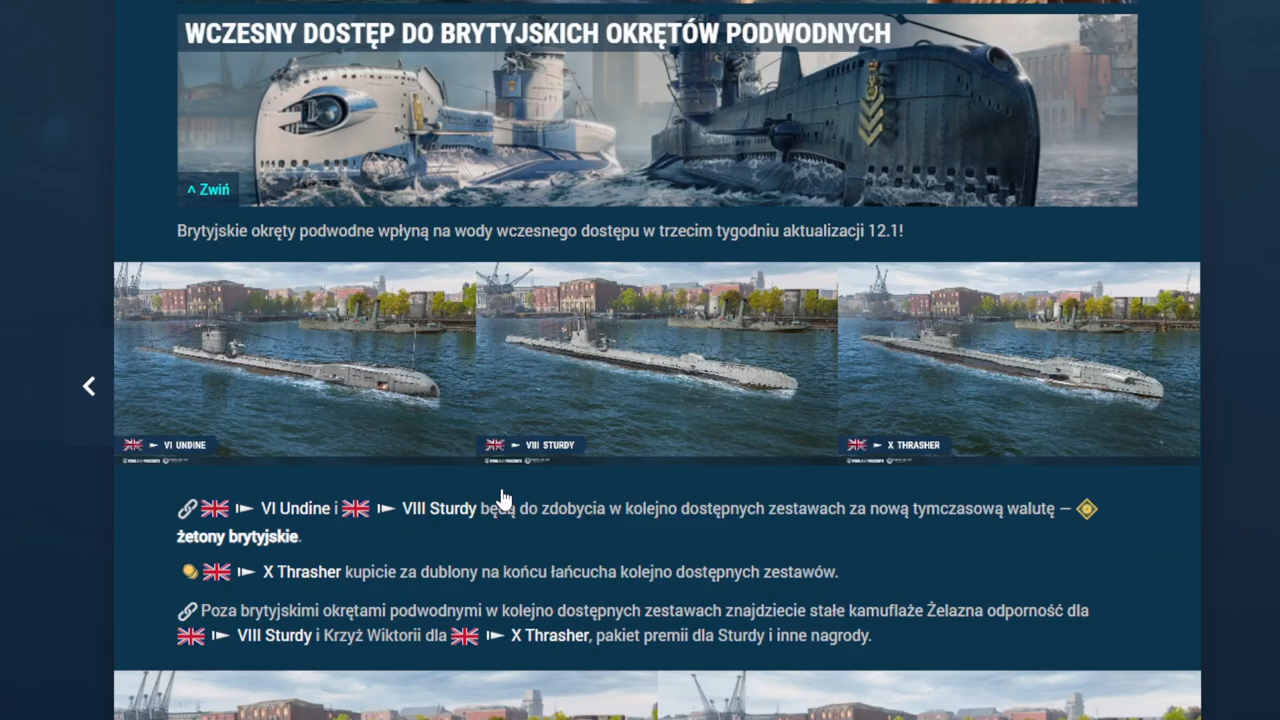 WCZESNY DOSTĘP DO BRYTYJSKICH OKRĘTÓW PODWODNYCH
^ Zwiń
Brytyjskie okręty podwodne wpłyną na wody wczesnego dostępu w trzecim tygodniu aktualizacji 12.1!
VI UNDINE
VIII STURDY
X THRASHER
VI Undine i VIII Sturdy będą do zdobycia w kolejno dostępnych zestawach za nową tymczasową walutę —
żetony brytyjskie.
X Thrasher kupicie za dublony na końcu łańcucha kolejno dostępnych zestawów.
Poza brytyjskimi okrętami podwodnymi w kolejno dostępnych zestawach znajdziecie stałe kamuflaże Żelazna odporność dla
VIII Sturdy i Krzyż Wiktorii dla X Thrasher, pakiet premii dla Sturdy i inne nagrody.